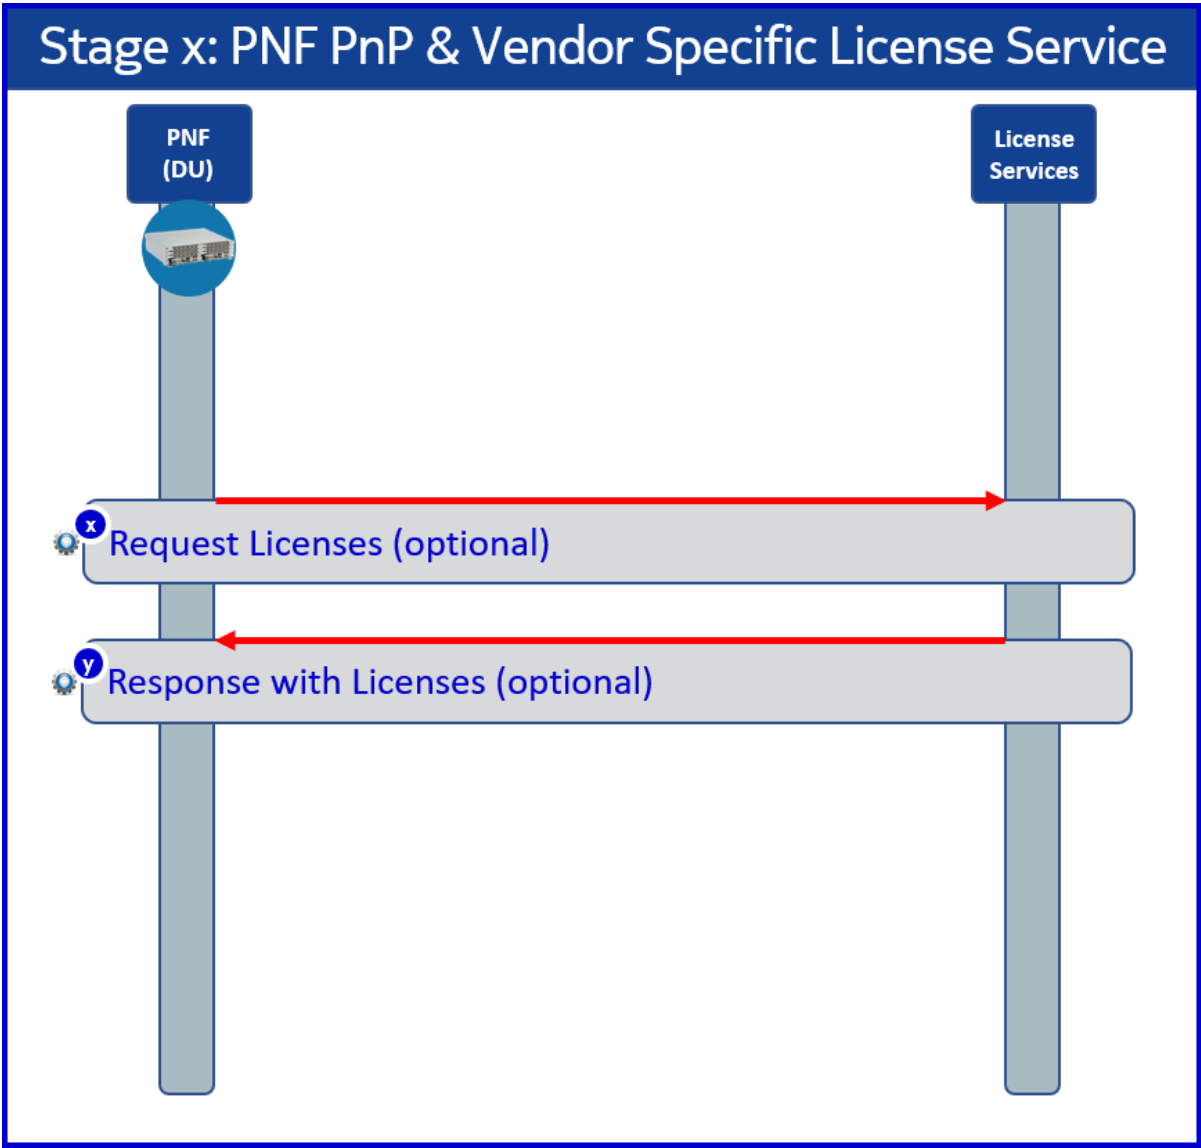 Stage x: PNF PnP & Vendor Specific License Service
PNF
(DU)
License
Services
x
Request Licenses (optional)
y
Response with Licenses (optional)